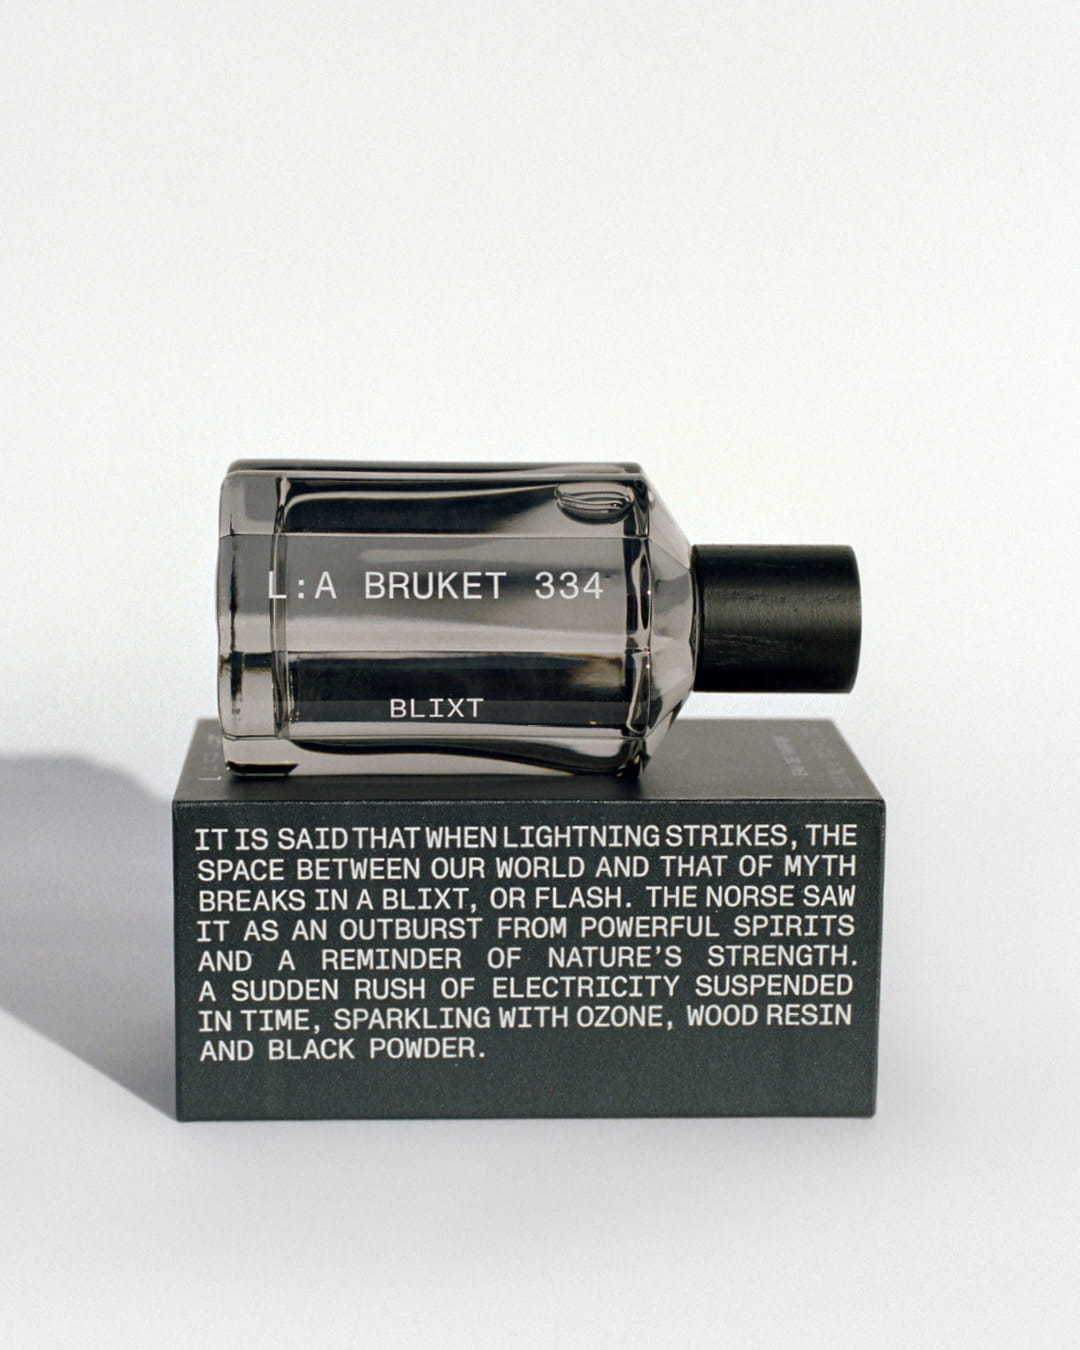 L:A BRUKET 334
BLIXT
IT IS SAID THAT WHEN LIGHTNING STRIKES, THE
SPACE BETWEEN OUR WORLD AND THAT OF MYTH
BREAKS IN A BLIXT, OR FLASH. THE NORSE SAW
IT AS AN OUTBURST FROM POWERFUL SPIRITS
AND A REMINDER OF NATURE'S STRENGTH.
A SUDDEN RUSH OF ELECTRICITY SUSPENDED
IN TIME, SPARKLING WITH OZONE, WOOD RESIN
AND BLACK POWDER.